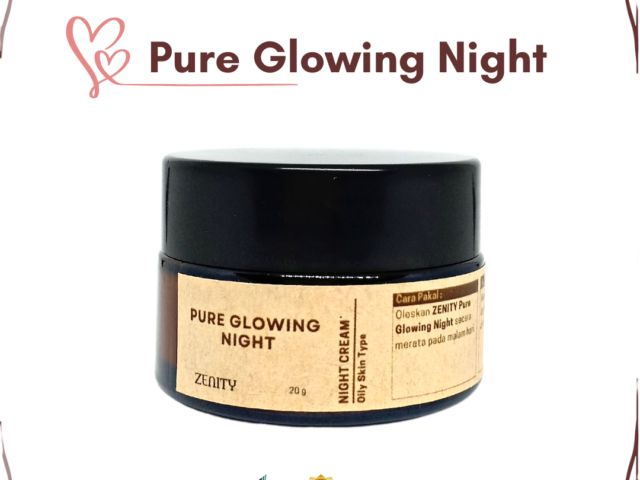 Pure Glowing Night
PURE GLOWING
NIGHT
ZENITY
20 g
NIGHT CREAM
Oily Skin Type
Cara Pakai :
Oleskan ZENITY Pure
Glowing Night secara
merata pada malam hari